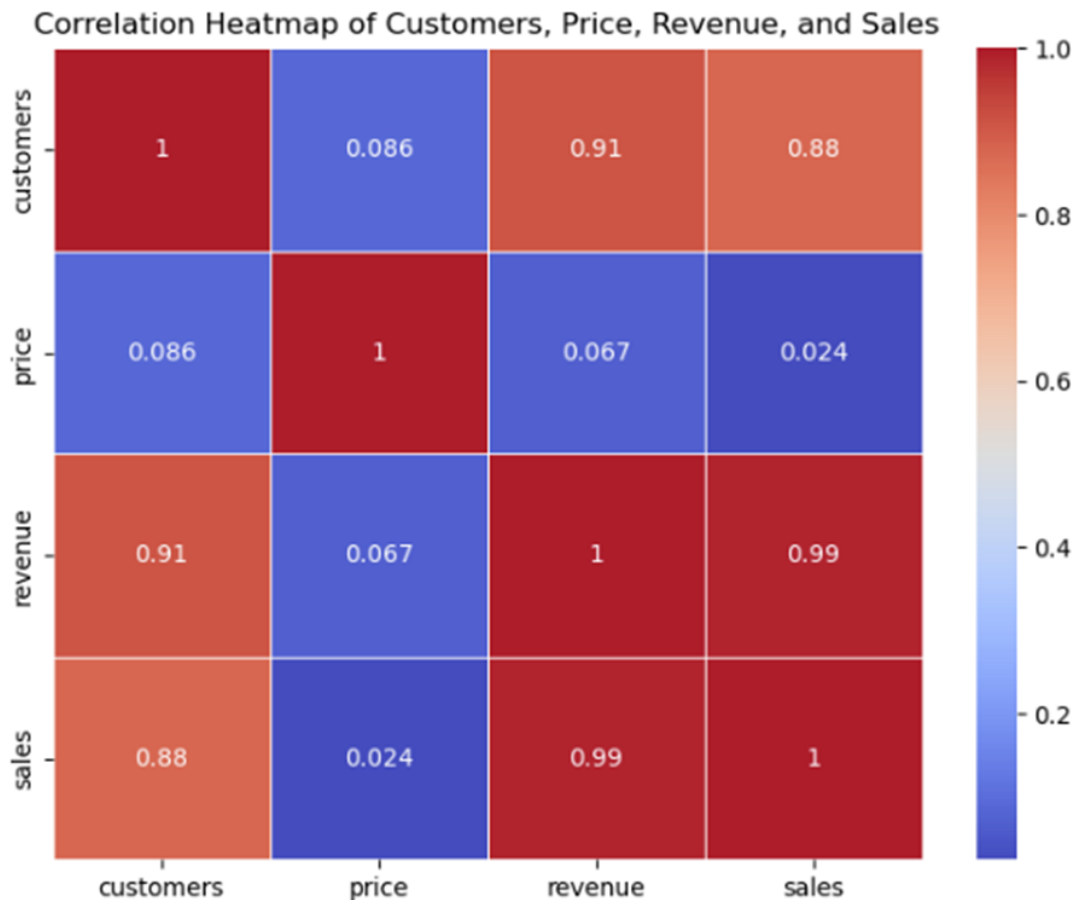 Correlation Heatmap of Customers, Price, Revenue, and Sales
customers 1 0.086 0.91 0.88
price 0.086 1 0.067 0.024
revenue 0.91 0.067 1 0.99
sales 0.88 0.024 0.99 1
customers price revenue sales
1.0
0.8
0.6
0.4
0.2